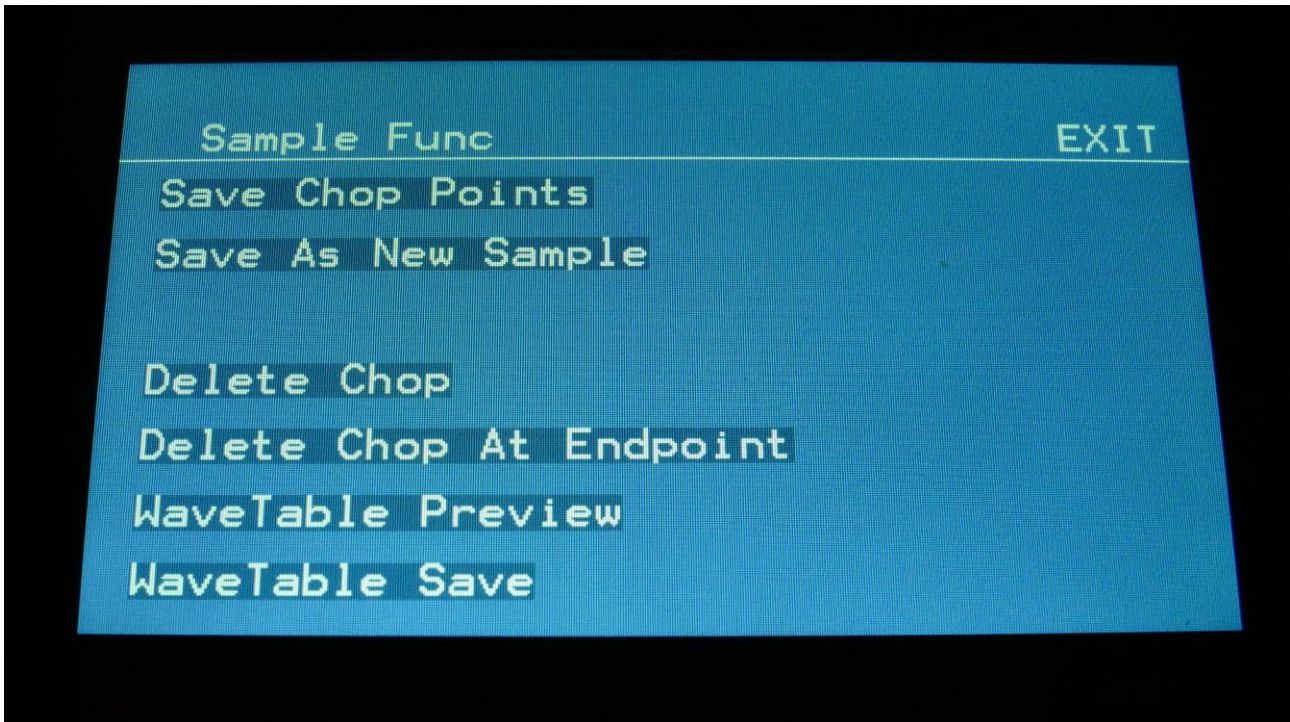 Sample Func EXIT
Save Chop Points
Save As New Sample
Delete Chop
Delete Chop At Endpoint
WaveTable Preview
WaveTable Save